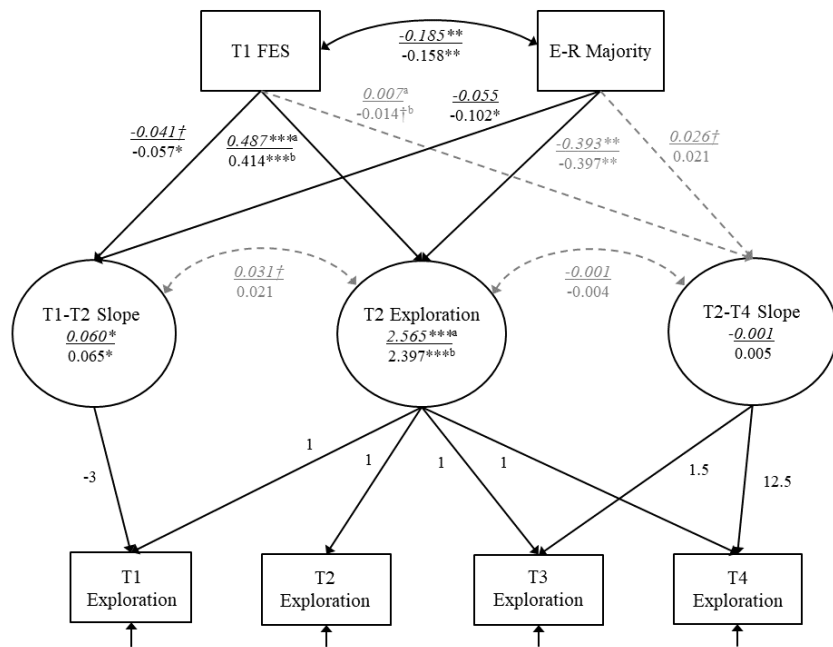 T1 FES
E-R Majority
-0.185**
-0.158**
-0.041†
-0.057*
0.487***ᵃ
0.414***ᵇ
0.007ᵃ
-0.014†ᵇ
-0.055
-0.102*
-0.393**
-0.397**
0.026†
0.021
0.031†
0.021
-0.001
-0.004
T1-T2 Slope
0.060*
0.065*
T2 Exploration
2.565***ᵃ
2.397***ᵇ
T2-T4 Slope
-0.001
0.005
-3
1
1
1
1
1.5
12.5
T1
Exploration
T2
Exploration
T3
Exploration
T4
Exploration